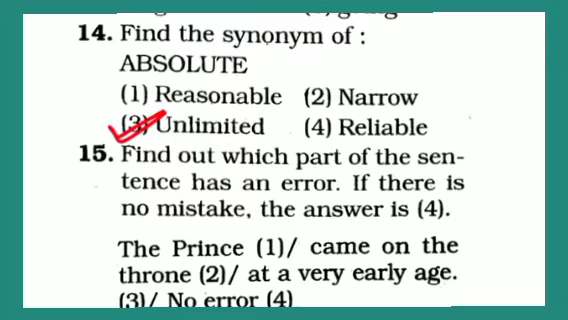 14. Find the synonym of :
ABSOLUTE
(1) Reasonable (2) Narrow
(3) Unlimited (4) Reliable
15. Find out which part of the sen-
tence has an error. If there is
no mistake, the answer is (4).
The Prince (1)/ came on the
throne (2)/ at a very early age.
(3)/ No error (4)